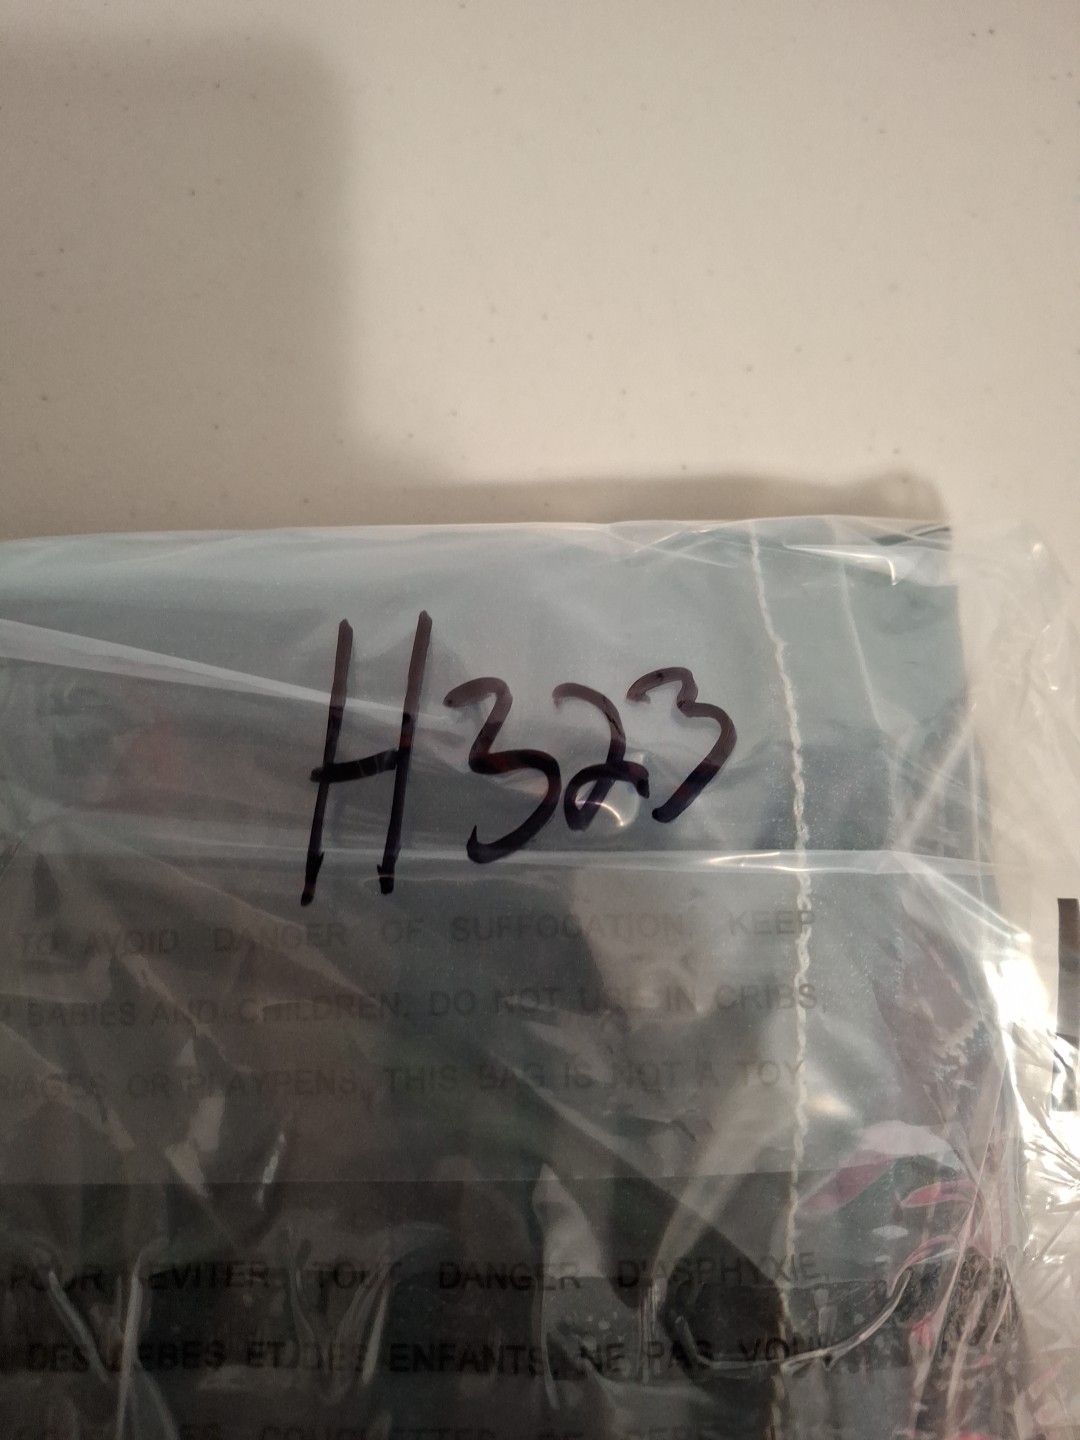 H323
TO AVOID DANGER OF SUFFOCATION, KEEP
BABIES AND CHILDREN. DO NOT USE IN CRIBS,
OR PLAYPENS. THIS BAG IS NOT A TOY.
POUR EVITER TOUT DANGER D'ASPHYXIE,
DES BEBES ET DES ENFANTS, NE PAS